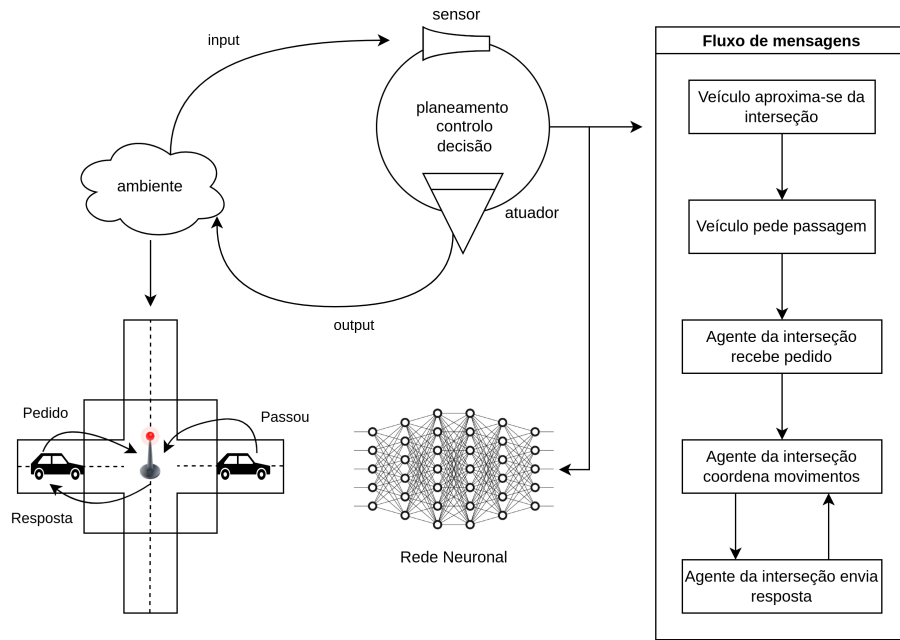 sensor
input
planeamento
controlo
decisão
ambiente
atuador
output
Pedido
Passou
Resposta
Rede Neuronal
Fluxo de mensagens
Veículo aproxima-se da
interseção
Veículo pede passagem
Agente da interseção
recebe pedido
Agente da interseção
coordena movimentos
Agente da interseção envia
resposta